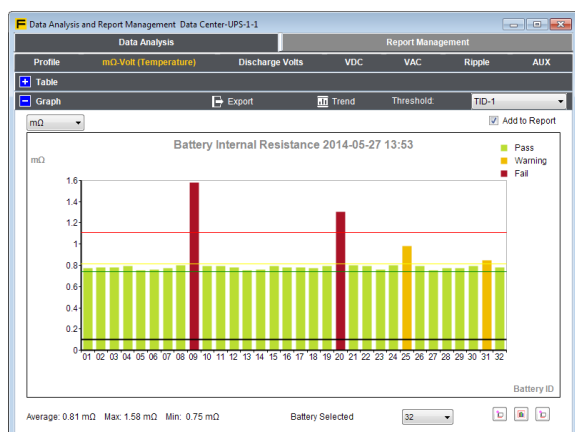 Data Analysis and Report Management Data Center-UPS-1-1
Data Analysis Report Management
Profile mΩ-Volt (Temperature) Discharge Volts VDC VAC Ripple AUX
Table
Graph Export Trend Threshold: TID-1
mΩ Add to Report
Battery Internal Resistance 2014-05-27 13:53
mΩ
Pass
Warning
Fail
1.6
1.4
1.2
1
0.8
0.6
0.4
0.2
0
01 02 03 04 05 06 07 08 09 10 11 12 13 14 15 16 17 18 19 20 21 22 23 24 25 26 27 28 29 30 31 32
Battery ID
Average: 0.81 mΩ Max: 1.58 mΩ Min: 0.75 mΩ Battery Selected 32